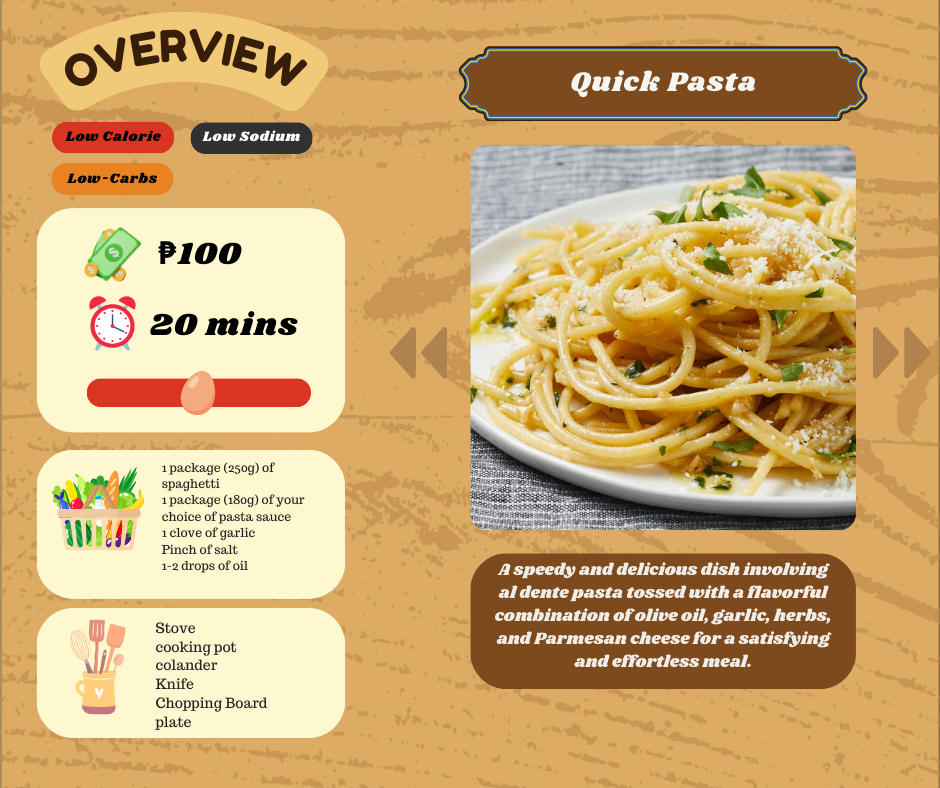 OVERVIEW
Low Calorie
Low Sodium
Low-Carbs
₱100
20 mins
1 package (250g) of
spaghetti
1 package (180g) of your
choice of pasta sauce
1 clove of garlic
Pinch of salt
1-2 drops of oil
Stove
cooking pot
colander
Knife
Chopping Board
plate
Quick Pasta
A speedy and delicious dish involving
al dente pasta tossed with a flavorful
combination of olive oil, garlic, herbs,
and Parmesan cheese for a satisfying
and effortless meal.